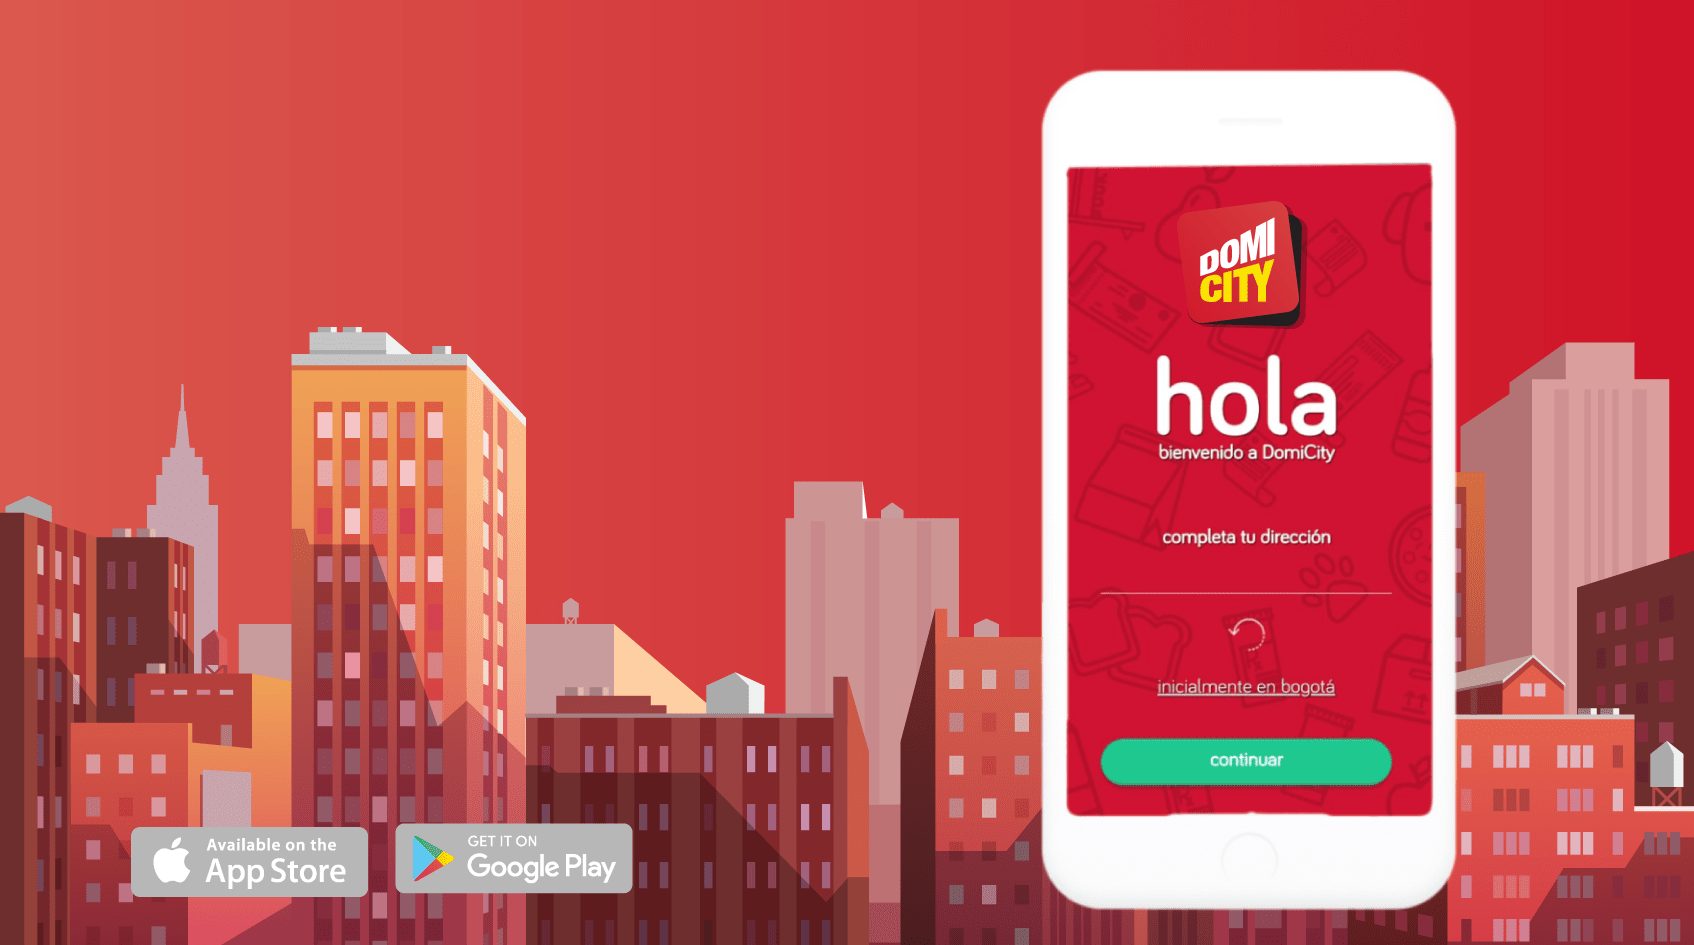 DOMI
CITY
hola
bienvenido a DomiCity
completa tu dirección
inicialmente en bogotá
continuar
Available on the
App Store
GET IT ON
Google Play